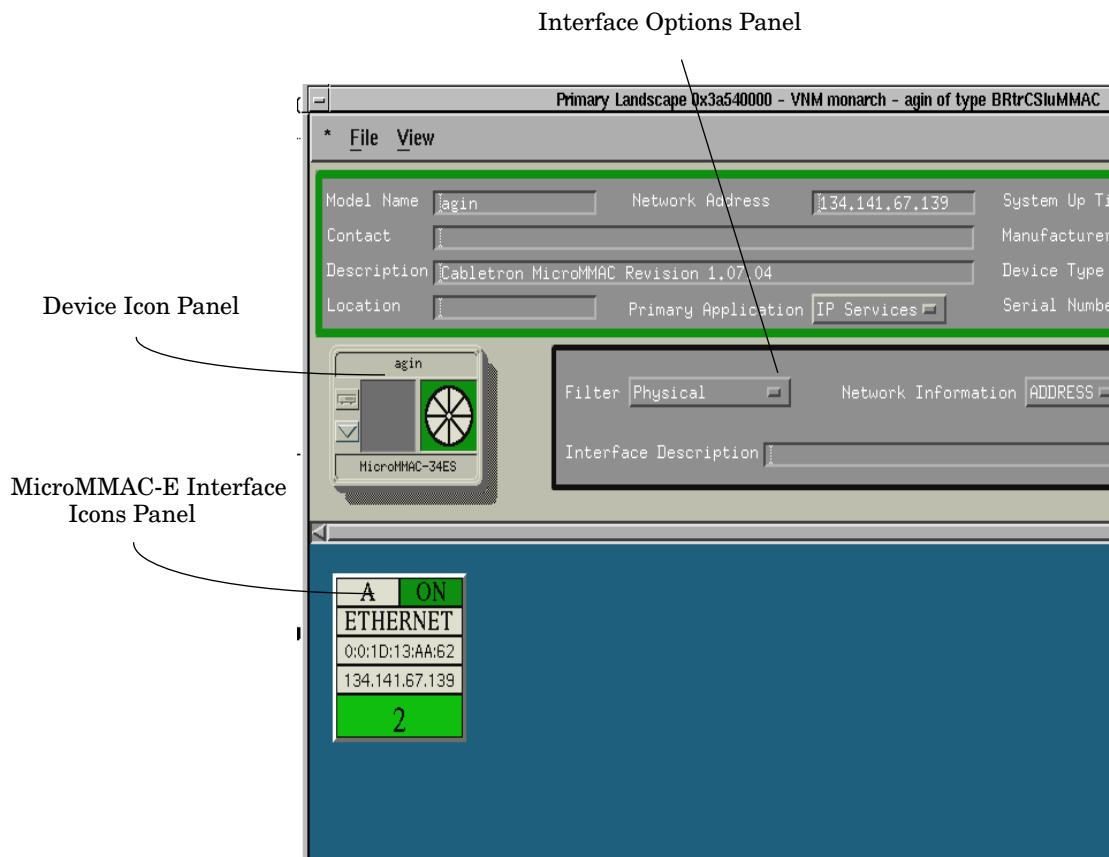 Interface Options Panel
Primary Landscape 0x3a540000 - VNM monarch - agin of type BRtrCSIuMMAC
* File View
Model Name agin Network Address 134.141.67.139 System Up Ti
Contact Manufacturer
Description Cabletron MicroMMAC Revision 1.07.04 Device Type
Location Primary Application IP Services Serial Numbe
Device Icon Panel
agin
MicroMMAC-34ES
Filter Physical Network Information ADDRESS
Interface Description
MicroMMAC-E Interface
Icons Panel
A ON
ETHERNET
0:0:1D:13:AA:62
134.141.67.139
2